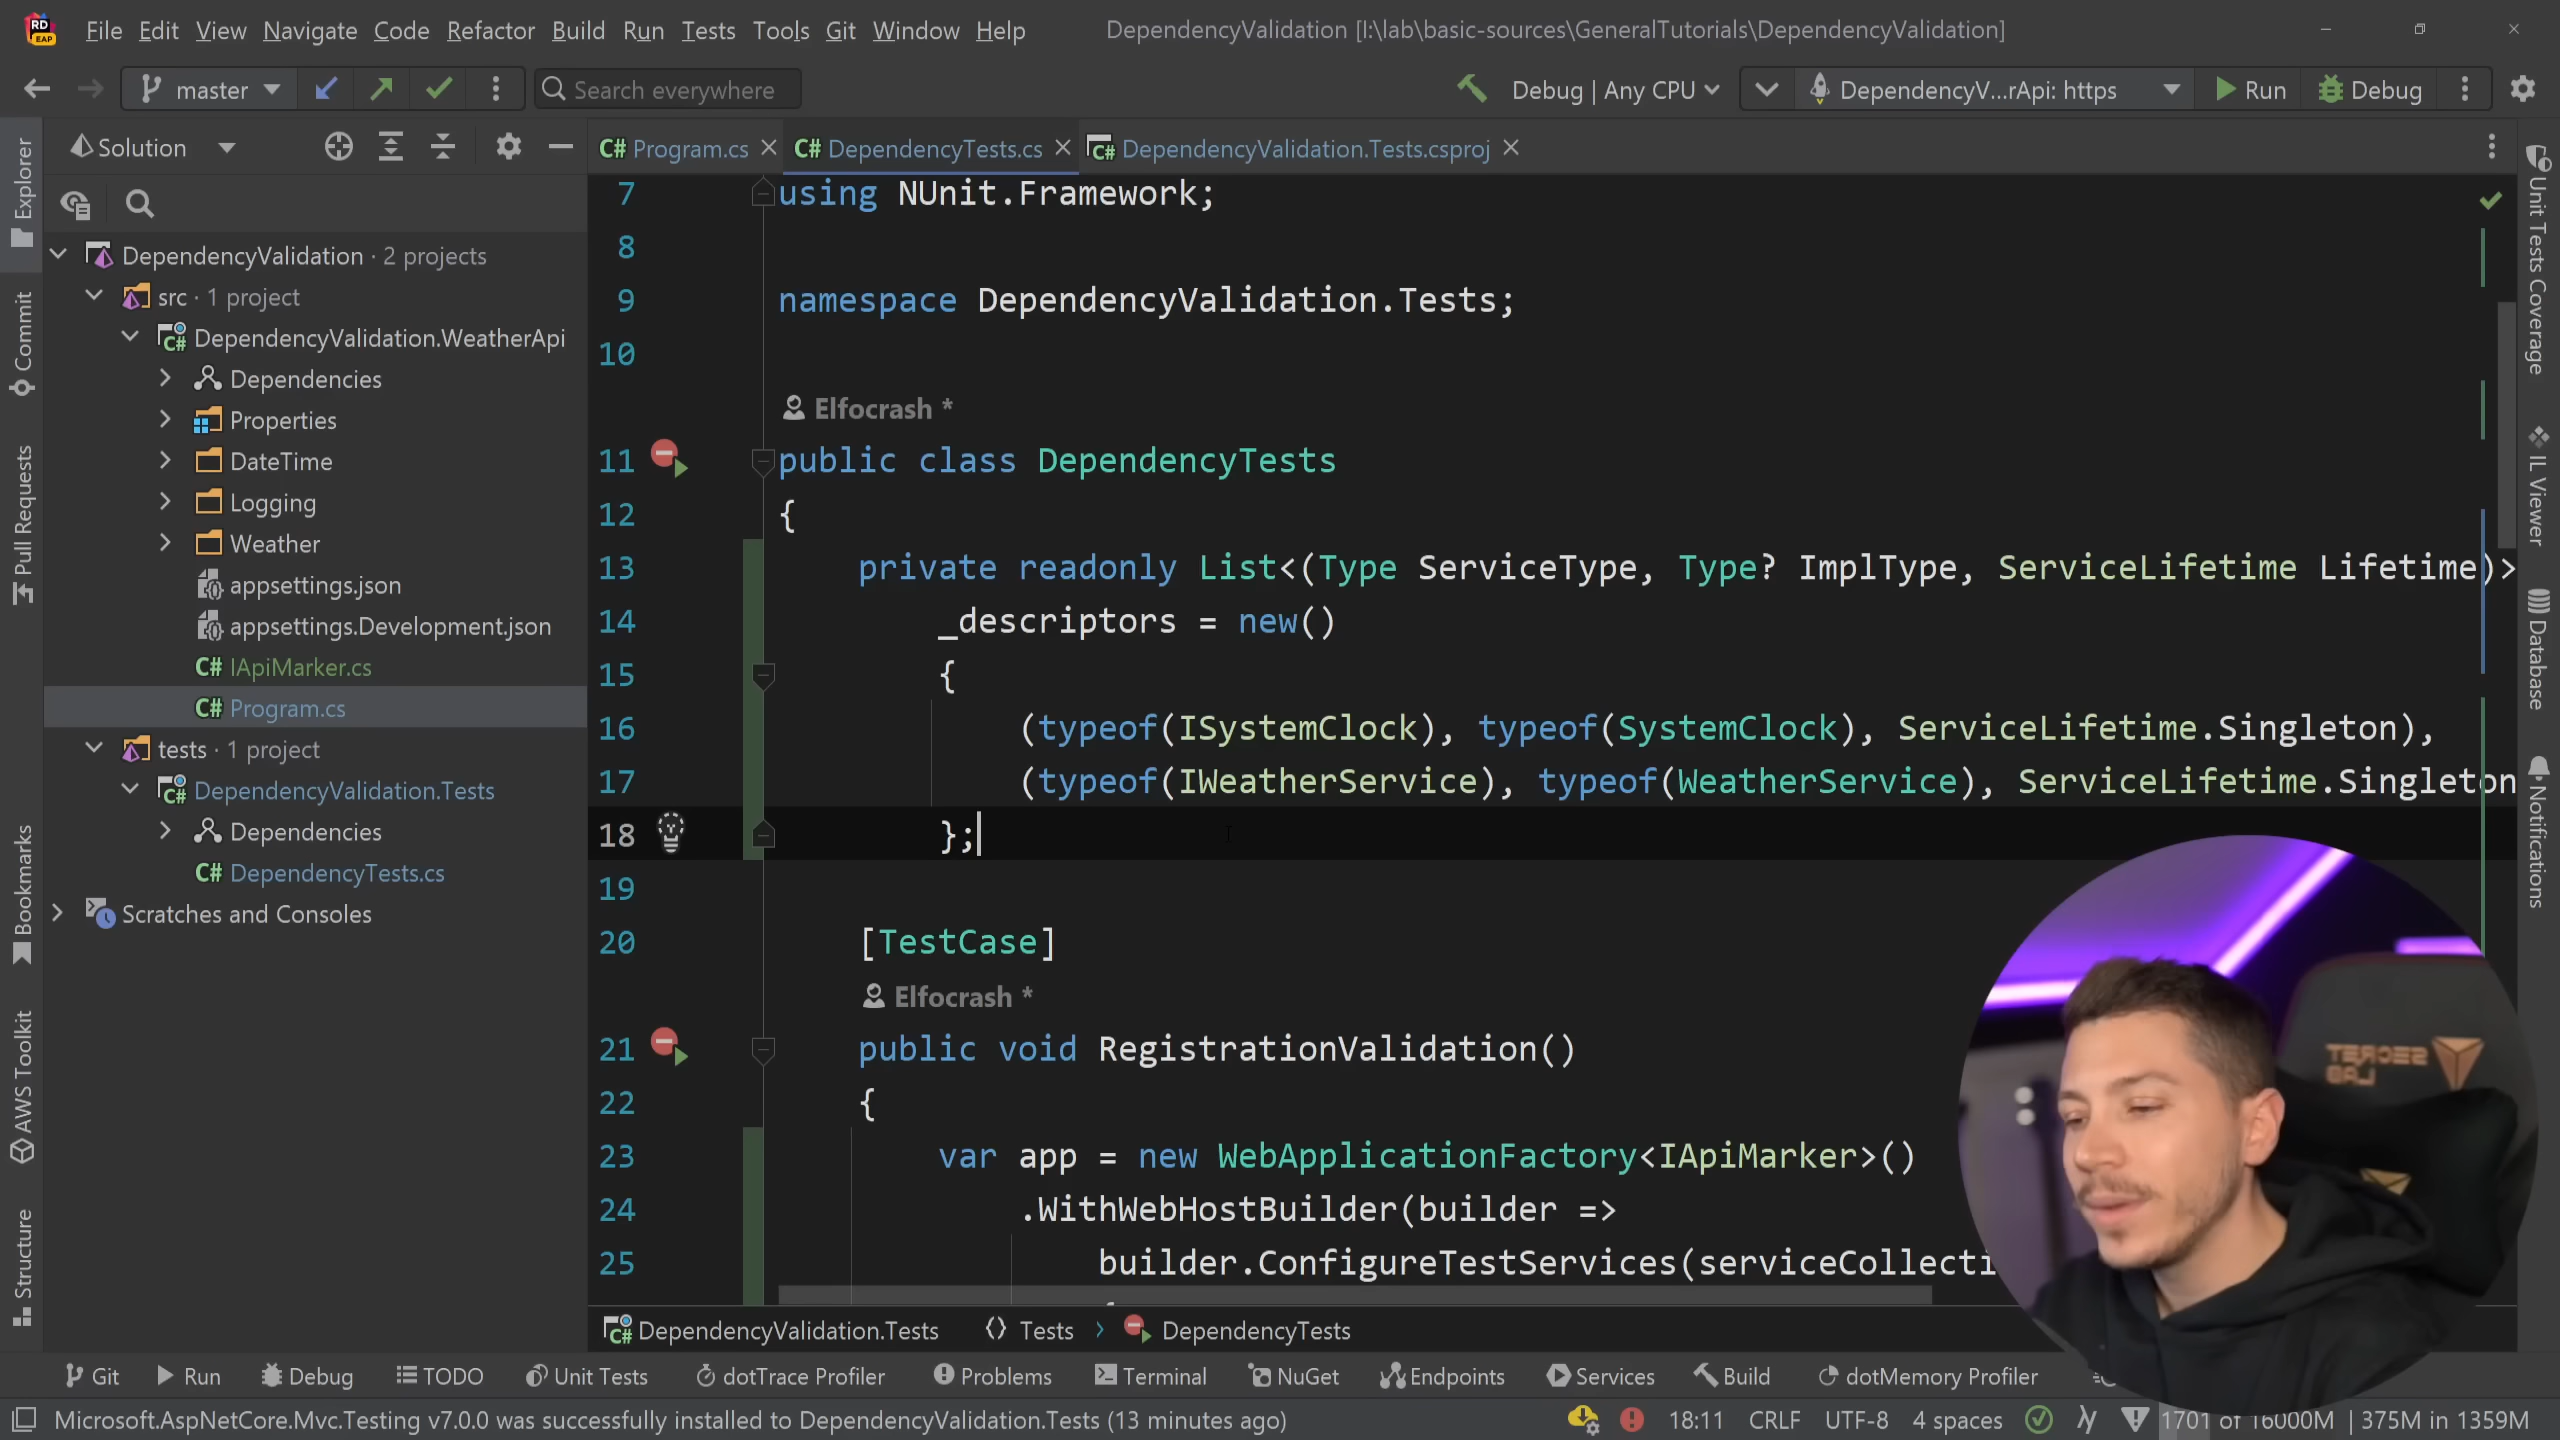 RD EAP File Edit View Navigate Code Refactor Build Run Tests Tools Git Window Help DependencyValidation [I:\lab\basic-sources\GeneralTutorials\DependencyValidation]
master Search everywhere Debug | Any CPU DependencyV...rApi: https Run Debug
Solution
Program.cs DependencyTests.cs DependencyValidation.Tests.csproj
Explorer
Commit
Pull Requests
Bookmarks
AWS Toolkit
Structure
DependencyValidation · 2 projects
src · 1 project
DependencyValidation.WeatherApi
Dependencies
Properties
DateTime
Logging
Weather
appsettings.json
appsettings.Development.json
C# IApiMarker.cs
C# Program.cs
tests · 1 project
DependencyValidation.Tests
Dependencies
C# DependencyTests.cs
Scratches and Consoles
7 using NUnit.Framework;
8
9 namespace DependencyValidation.Tests;
10
Elfocrash *
11 public class DependencyTests
12 {
13 private readonly List<(Type ServiceType, Type? ImplType, ServiceLifetime Lifetime)>
14 _descriptors = new()
15 {
16 (typeof(ISystemClock), typeof(SystemClock), ServiceLifetime.Singleton),
17 (typeof(IWeatherService), typeof(WeatherService), ServiceLifetime.Singleton
18 };
19
20 [TestCase]
Elfocrash *
21 public void RegistrationValidation()
22 {
23 var app = new WebApplicationFactory<IApiMarker>()
24 .WithWebHostBuilder(builder =>
25 builder.ConfigureTestServices(serviceCollecti
Unit Tests Coverage
IL Viewer
Database
Notifications
SECRET
LAB
DependencyValidation.Tests Tests DependencyTests
Git Run Debug TODO Unit Tests dotTrace Profiler Problems Terminal NuGet Endpoints Services Build dotMemory Profiler
Microsoft.AspNetCore.Mvc.Testing v7.0.0 was successfully installed to DependencyValidation.Tests (13 minutes ago) 18:11 CRLF UTF-8 4 spaces 1701 of 16000M | 375M in 1359M